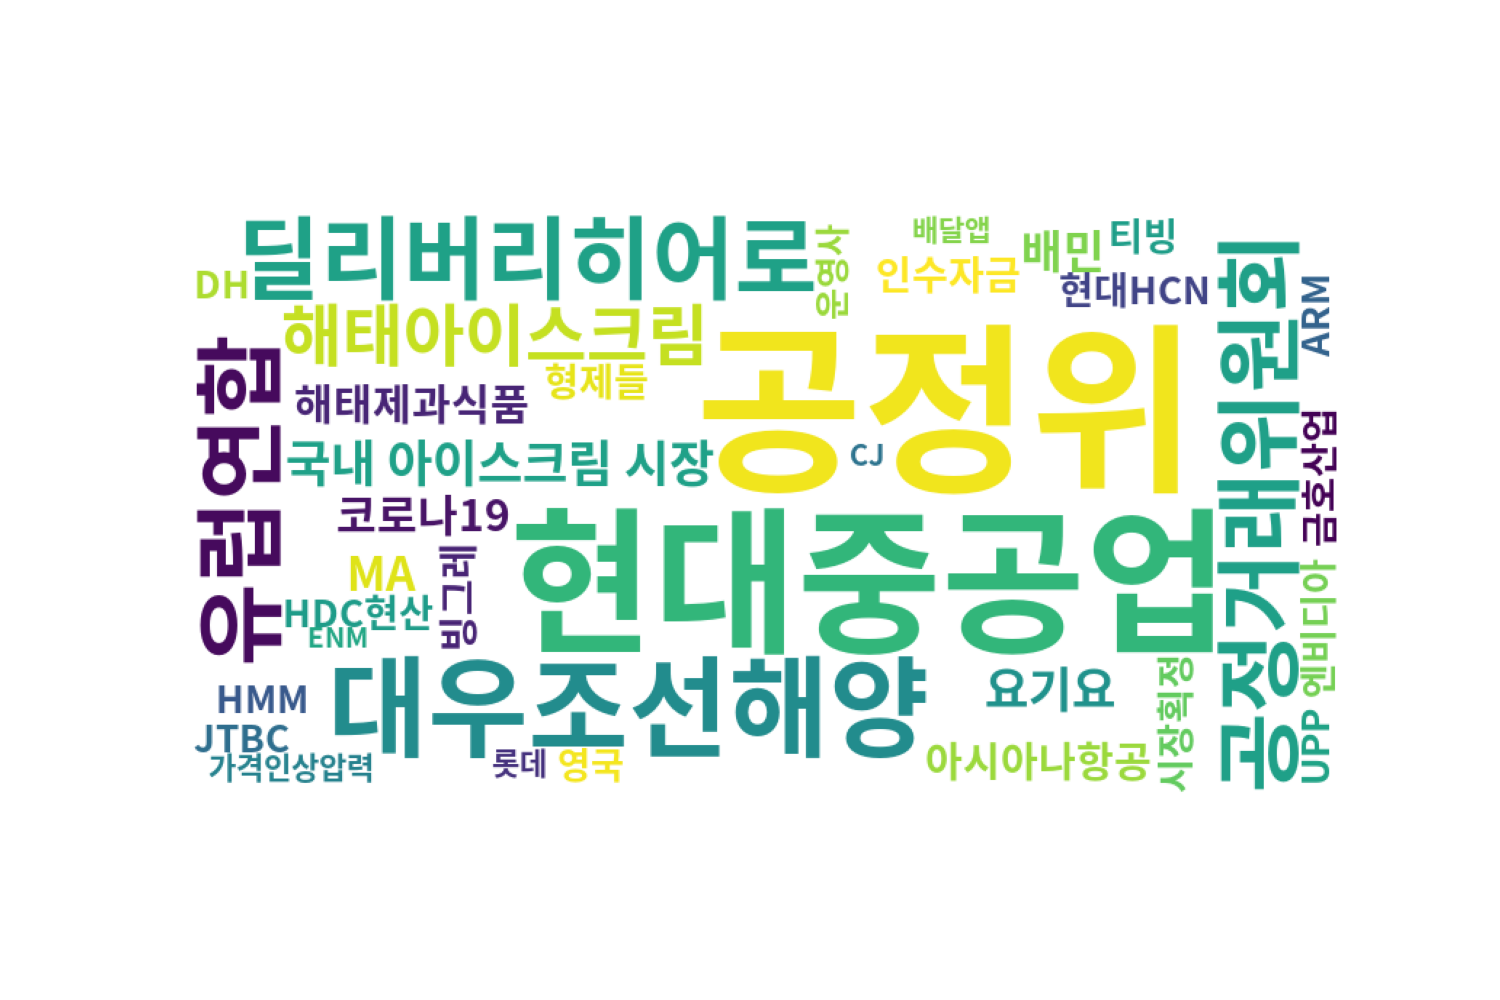 딜리버리히어로
운영사
배달앱
배민
티빙
DH
인수자금
현대HCN
해태아이스크림
공정위
공정거래위원회
ARM
유럽연합
해태제과식품
형제들
국내 아이스크림 시장
CJ
금호산업
코로나19
현대중공업
MA
빙그레
HDC현산
ENM
엔비디아
대우조선해양
HMM
요기요
시장획정
JTBC
가격인상압력
롯데
영국
아시아나항공
UPP